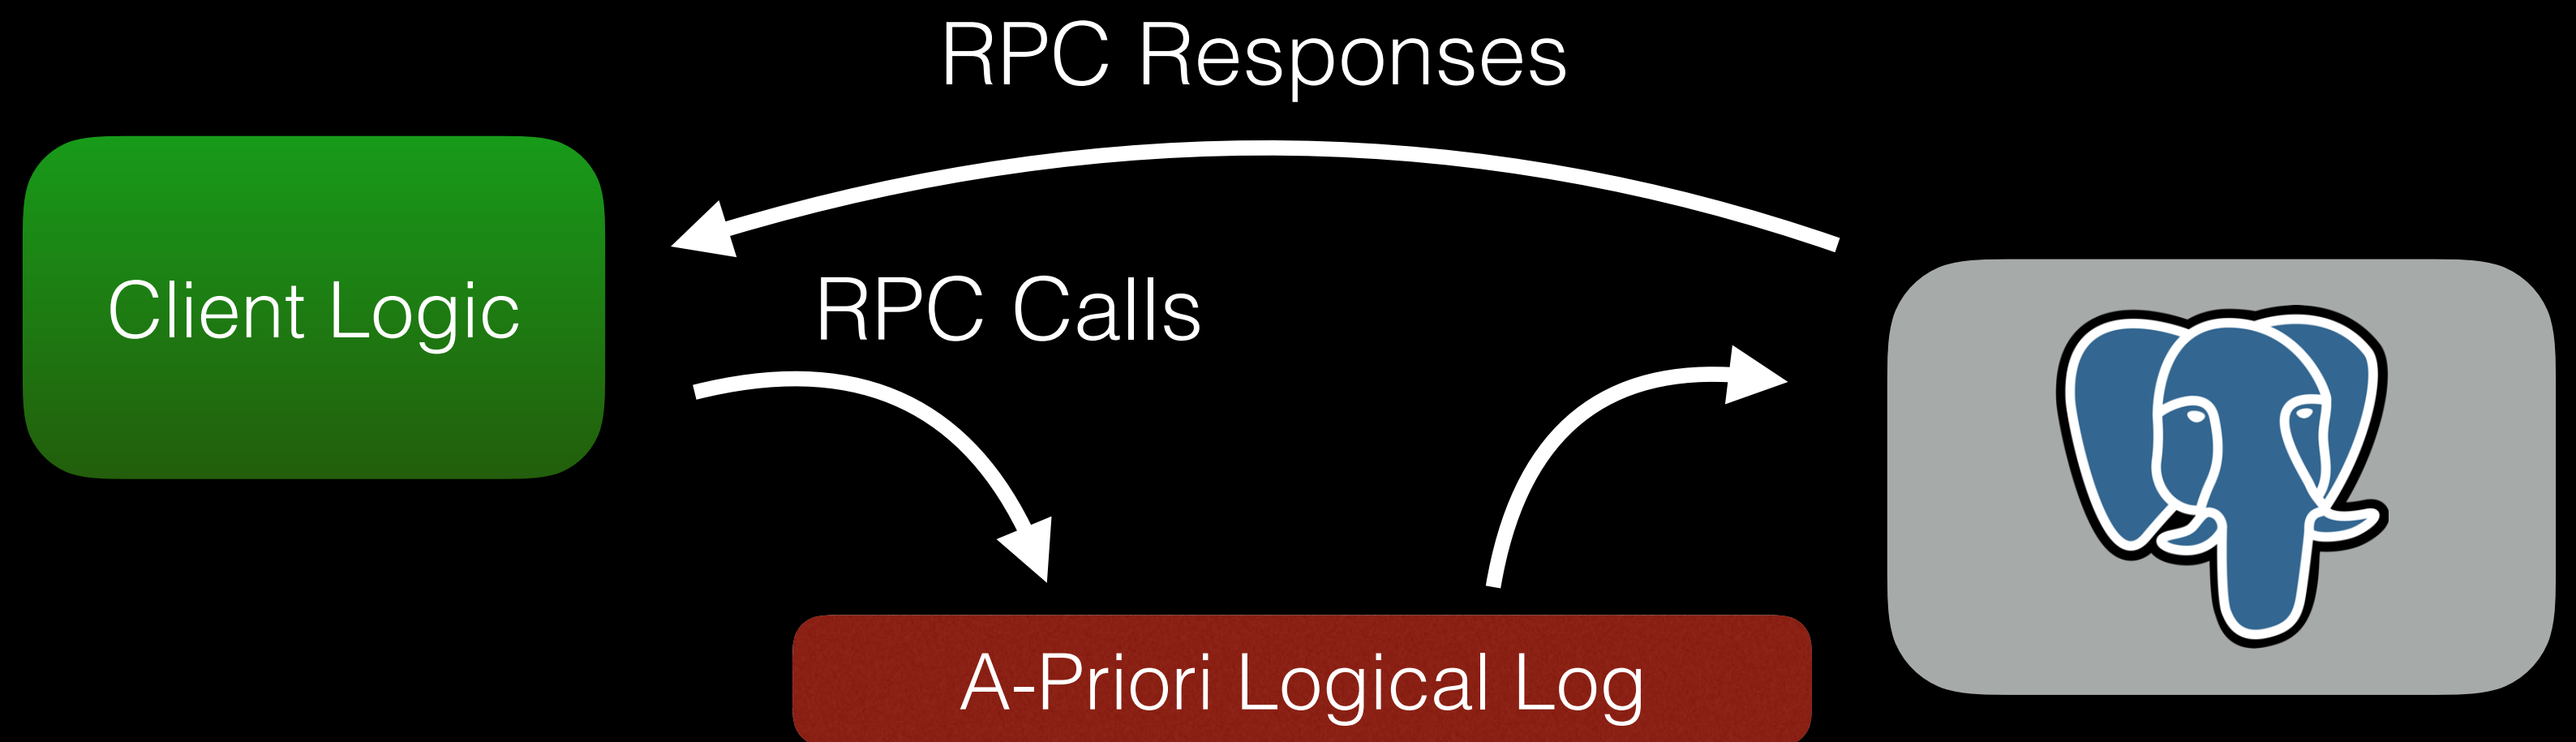 RPC Responses
Client Logic
RPC Calls
A-Priori Logical Log